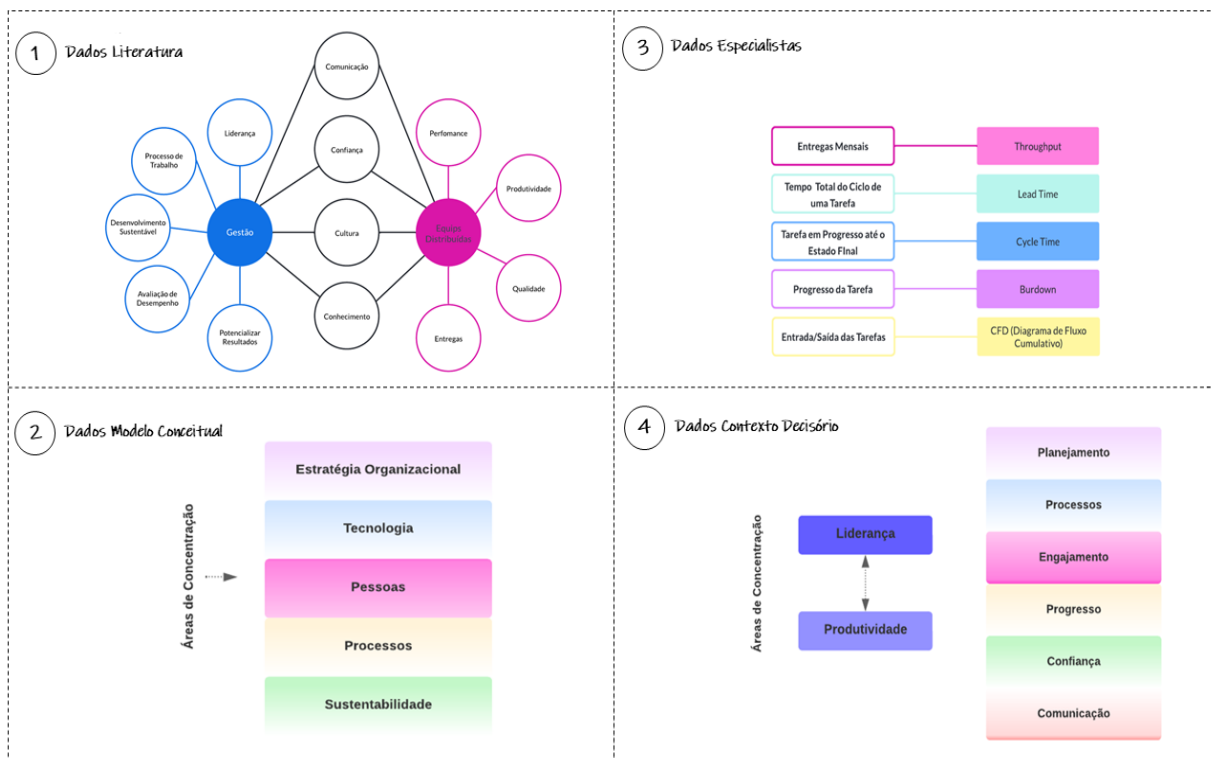 1
Dados Literatura
Comunicação
Liderança
Perfomance
Processo de
Trabalho
Confiança
Produtividade
Desenvolvimento
Sustentável
Gestão
Cultura
Equips
Distribuídas
Avaliação de
Desempenho
Qualidade
Potencializar
Resultados
Conhecimento
Entregas
2
Dados Modelo Conceitual
Áreas de Concentração
Estratégia Organizacional
Tecnologia
Pessoas
Processos
Sustentabilidade
3
Dados Especialistas
Entregas Mensais
Throughput
Tempo Total do Ciclo de
uma Tarefa
Lead Time
Tarefa em Progresso até o
Estado FInal
Cycle Time
Progresso da Tarefa
Burdown
Entrada/Saída das Tarefas
CFD (Diagrama de Fluxo
Cumulativo)
4
Dados Contexto Decisório
Áreas de Concentração
Liderança
Produtividade
Planejamento
Processos
Engajamento
Progresso
Confiança
Comunicação